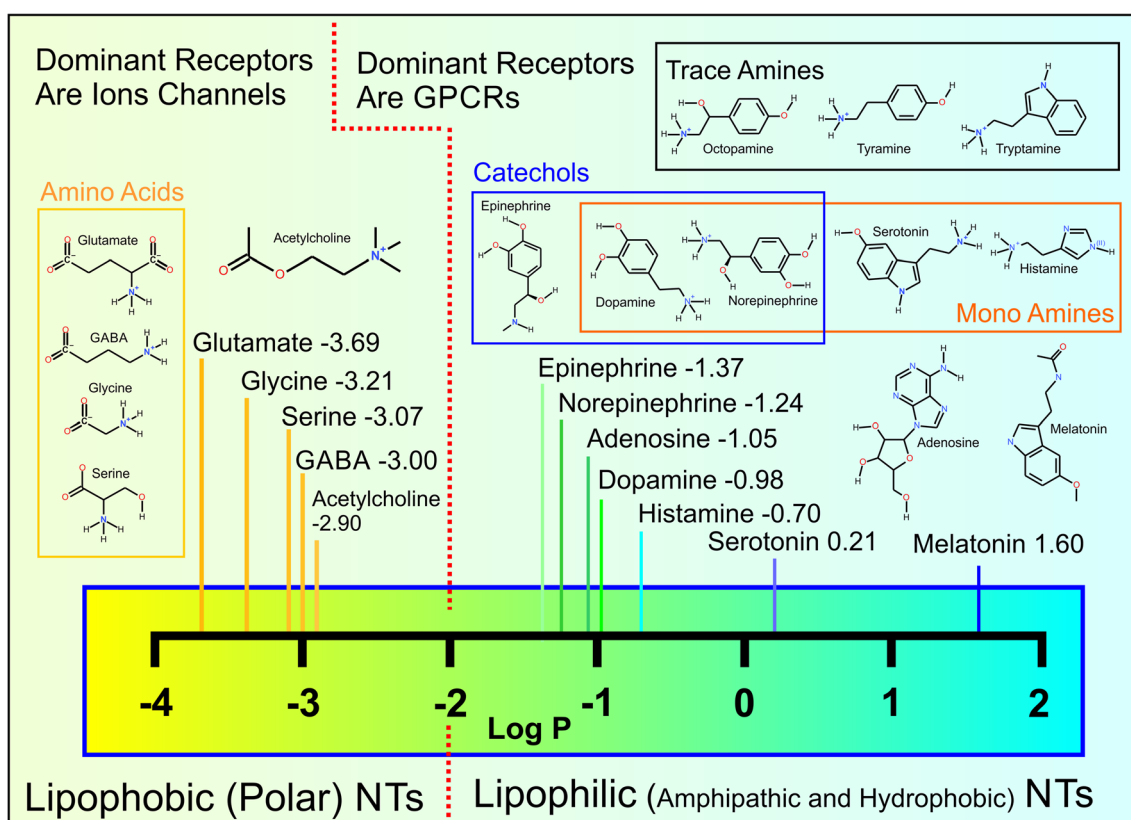 Dominant Receptors
Are Ions Channels
Dominant Receptors
Are GPCRs
Trace Amines
Octopamine
Tyramine
Tryptamine
Catechols
Epinephrine
Dopamine
Norepinephrine
Serotonin
Histamine
Mono Amines
Amino Acids
Glutamate
GABA
Glycine
Serine
Acetylcholine
Adenosine
Melatonin
Glutamate -3.69
Glycine -3.21
Serine -3.07
GABA -3.00
Acetylcholine
-2.90
Epinephrine -1.37
Norepinephrine -1.24
Adenosine -1.05
Dopamine -0.98
Histamine -0.70
Serotonin 0.21
Melatonin 1.60
-4 -3 -2 -1 0 1 2
Log P
Lipophobic (Polar) NTs
Lipophilic (Amphipathic and Hydrophobic) NTs